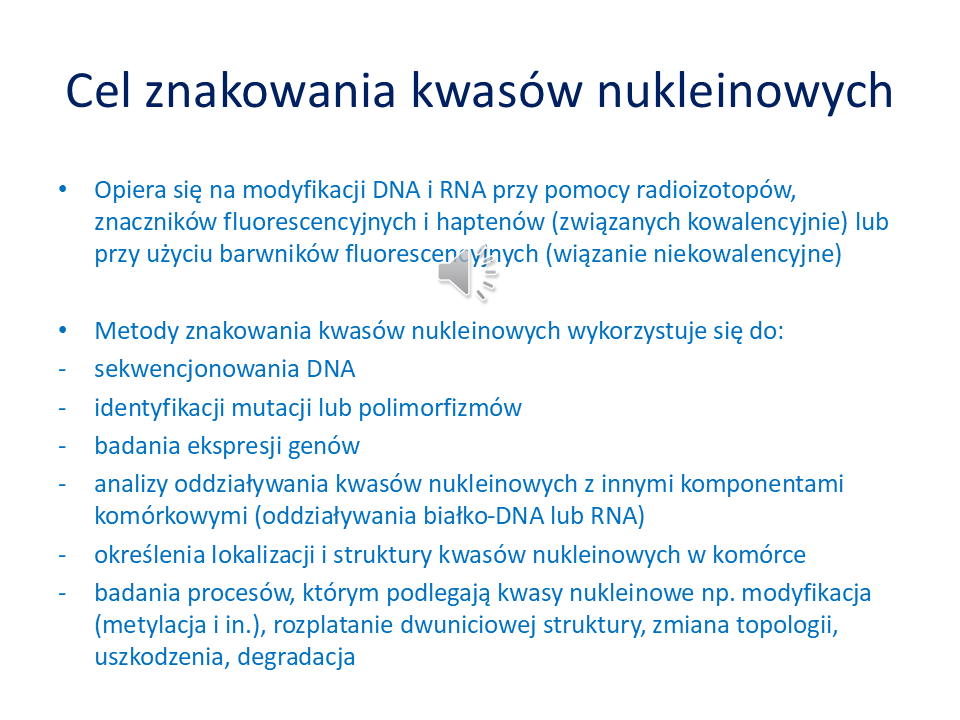 Cel znakowania kwasów nukleinowych
• Opiera się na modyfikacji DNA i RNA przy pomocy radioizotopów,
znaczników fluorescencyjnych i haptenów (związanych kowalencyjnie) lub
przy użyciu barwników fluorescencyjnych (wiązanie niekowalencyjne)
• Metody znakowania kwasów nukleinowych wykorzystuje się do:
- sekwencjonowania DNA
- identyfikacji mutacji lub polimorfizmów
- badania ekspresji genów
- analizy oddziaływania kwasów nukleinowych z innymi komponentami
komórkowymi (oddziaływania białko-DNA lub RNA)
- określenia lokalizacji i struktury kwasów nukleinowych w komórce
- badania procesów, którym podlegają kwasy nukleinowe np. modyfikacja
(metylacja i in.), rozplatanie dwuniciowej struktury, zmiana topologii,
uszkodzenia, degradacja